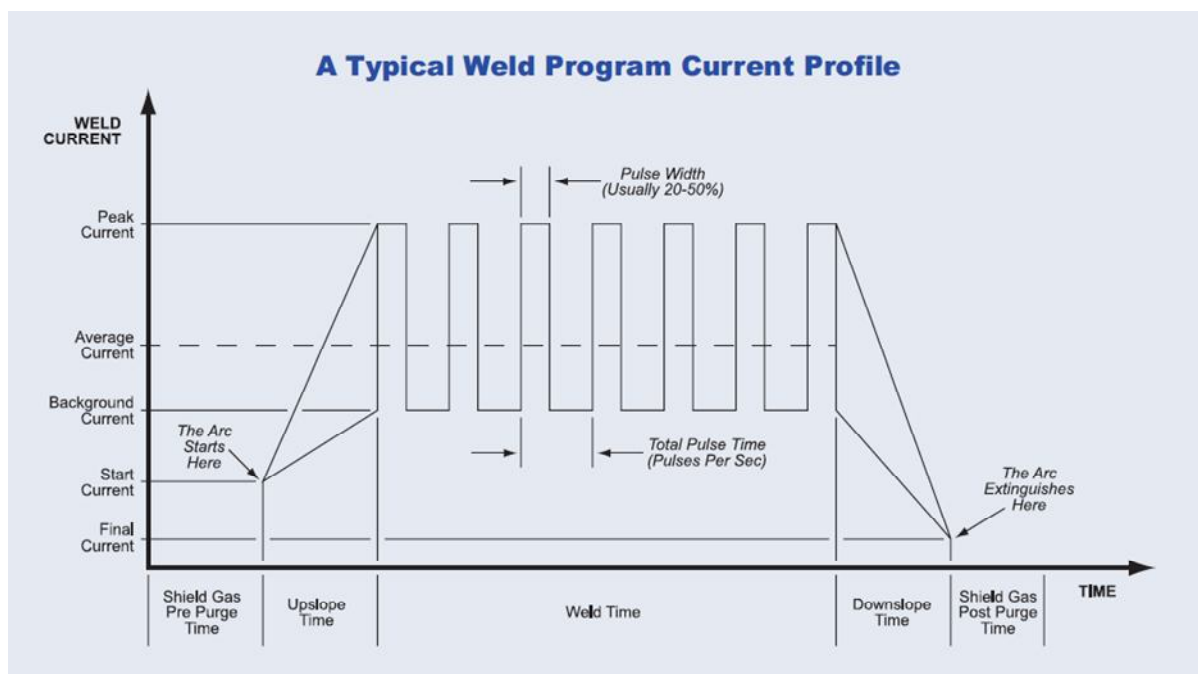 A Typical Weld Program Current Profile
WELD
CURRENT
Pulse Width
(Usually 20-50%)
Peak
Current
Average
Current
Background
Current
The Arc
Starts
Here
Total Pulse Time
(Pulses Per Sec)
Start
Current
The Arc
Extinguishes
Here
Final
Current
TIME
Shield Gas
Pre Purge
Time
Upslope
Time
Weld Time
Downslope
Time
Shield Gas
Post Purge
Time